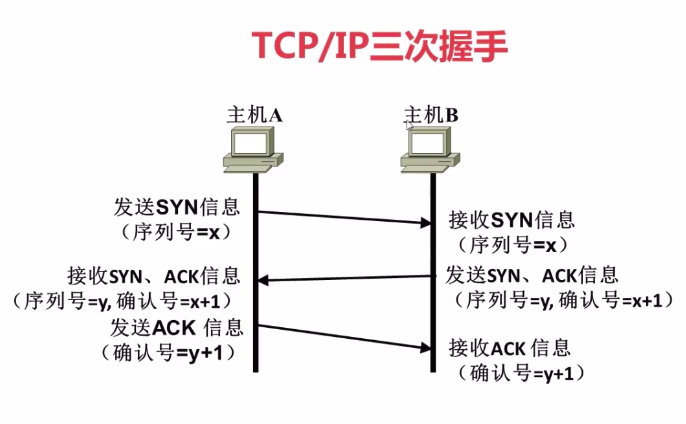 TCP/IP三次握手
主机A
主机B
发送SYN信息
（序列号=x）
接收SYN信息
（序列号=x）
接收SYN、ACK信息
（序列号=y, 确认号=x+1）
发送SYN、ACK信息
（序列号=y, 确认号=x+1）
发送ACK 信息
（确认号=y+1）
接收ACK 信息
（确认号=y+1）